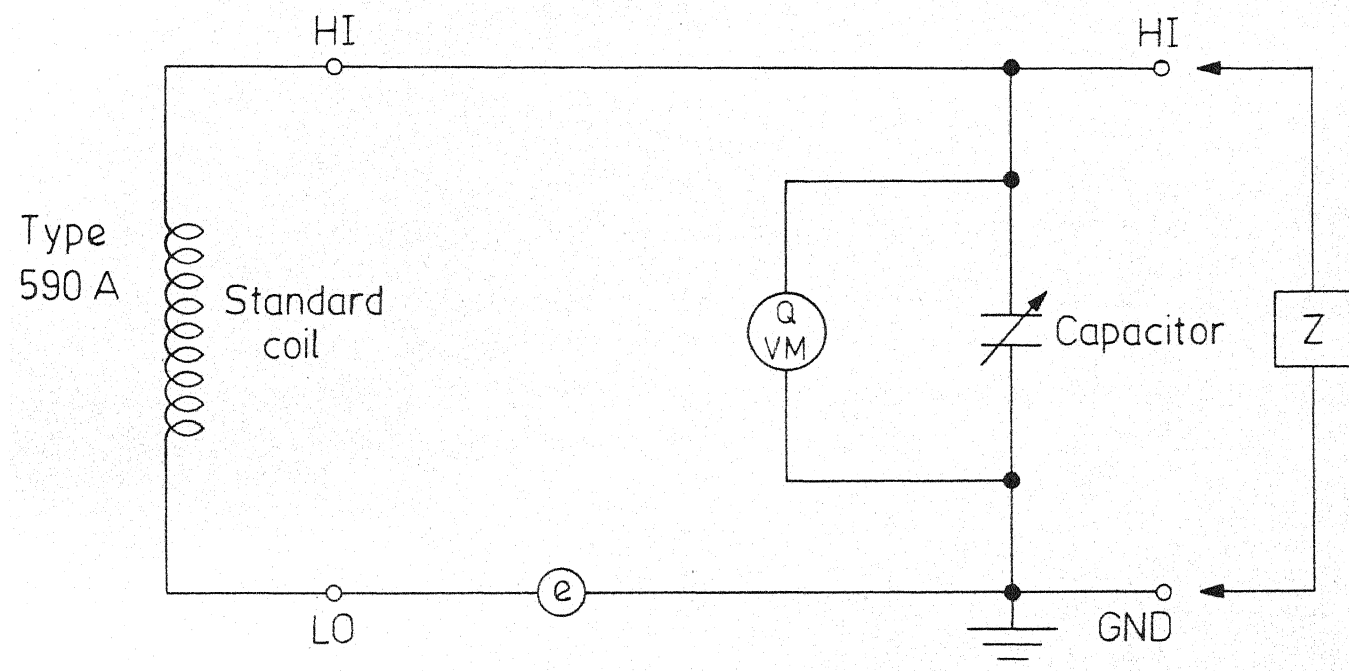 HI
HI
Type
590 A
Standard
coil
Q
VM
Capacitor
Z
e
LO
GND